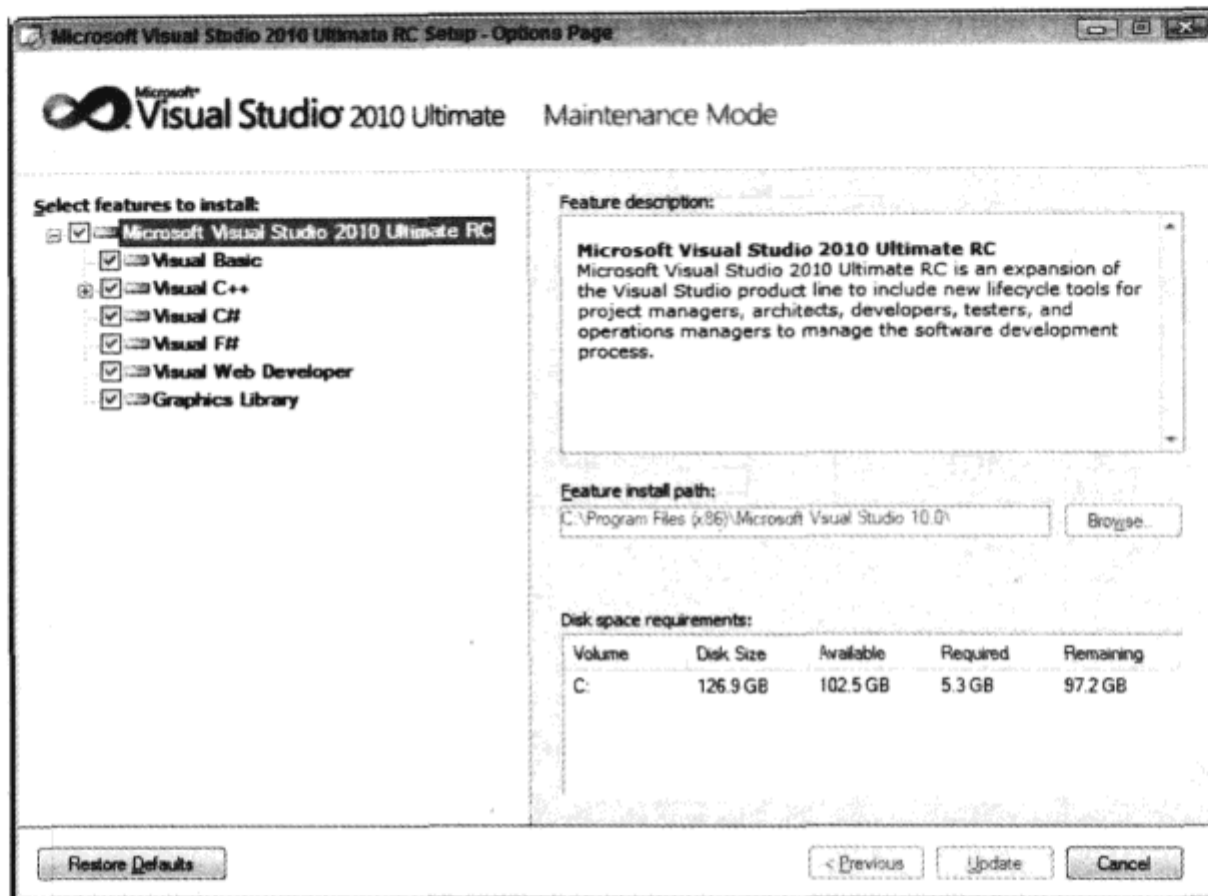 Microsoft Visual Studio 2010 Ultimate RC Setup - Options Page
Microsoft®
Visual Studio 2010 Ultimate
Maintenance Mode
Select features to install:
Microsoft Visual Studio 2010 Ultimate RC
Visual Basic
Visual C++
Visual C#
Visual F#
Visual Web Developer
Graphics Library
Feature description:
Microsoft Visual Studio 2010 Ultimate RC
Microsoft Visual Studio 2010 Ultimate RC is an expansion of
the Visual Studio product line to include new lifecycle tools for
project managers, architects, developers, testers, and
operations managers to manage the software development
process.
Feature install path:
C:\Program Files (x86)\Microsoft Visual Studio 10.0\
Browse...
Disk space requirements:
Volume Disk Size Available Required Remaining
C: 126.9 GB 102.5 GB 5.3 GB 97.2 GB
Restore Defaults
< Previous
Update
Cancel